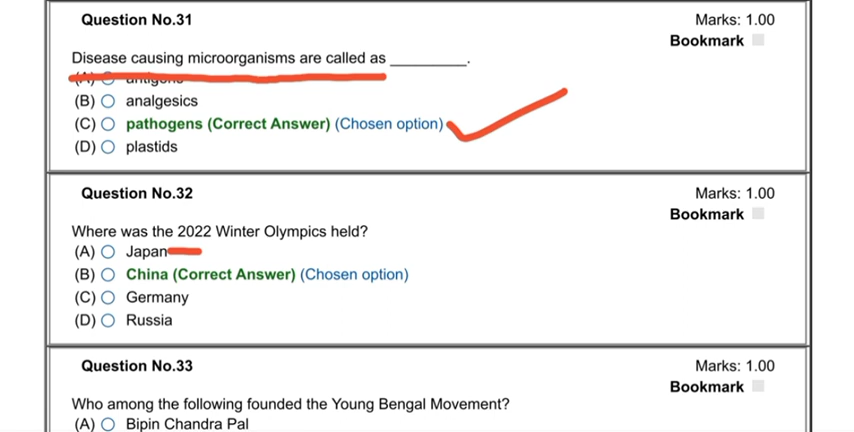 Question No.31
Marks: 1.00
Bookmark
Disease causing microorganisms are called as _________.
(A) antigens
(B) analgesics
(C) pathogens (Correct Answer) (Chosen option)
(D) plastids
Question No.32
Marks: 1.00
Bookmark
Where was the 2022 Winter Olympics held?
(A) Japan
(B) China (Correct Answer) (Chosen option)
(C) Germany
(D) Russia
Question No.33
Marks: 1.00
Bookmark
Who among the following founded the Young Bengal Movement?
(A) Bipin Chandra Pal